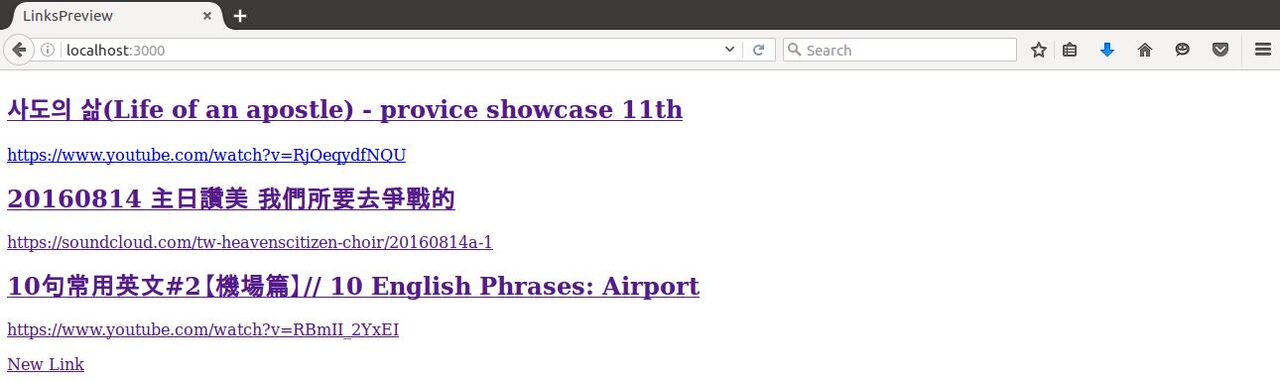 LinksPreview
localhost:3000
Search
사도의 삶(Life of an apostle) - provice showcase 11th
https://www.youtube.com/watch?v=RjQeqydfNQU
20160814 主日讚美 我們所要去爭戰的
https://soundcloud.com/tw-heavenscitizen-choir/20160814a-1
10句常用英文#2【機場篇】// 10 English Phrases: Airport
https://www.youtube.com/watch?v=RBmII_2YxEI
New Link